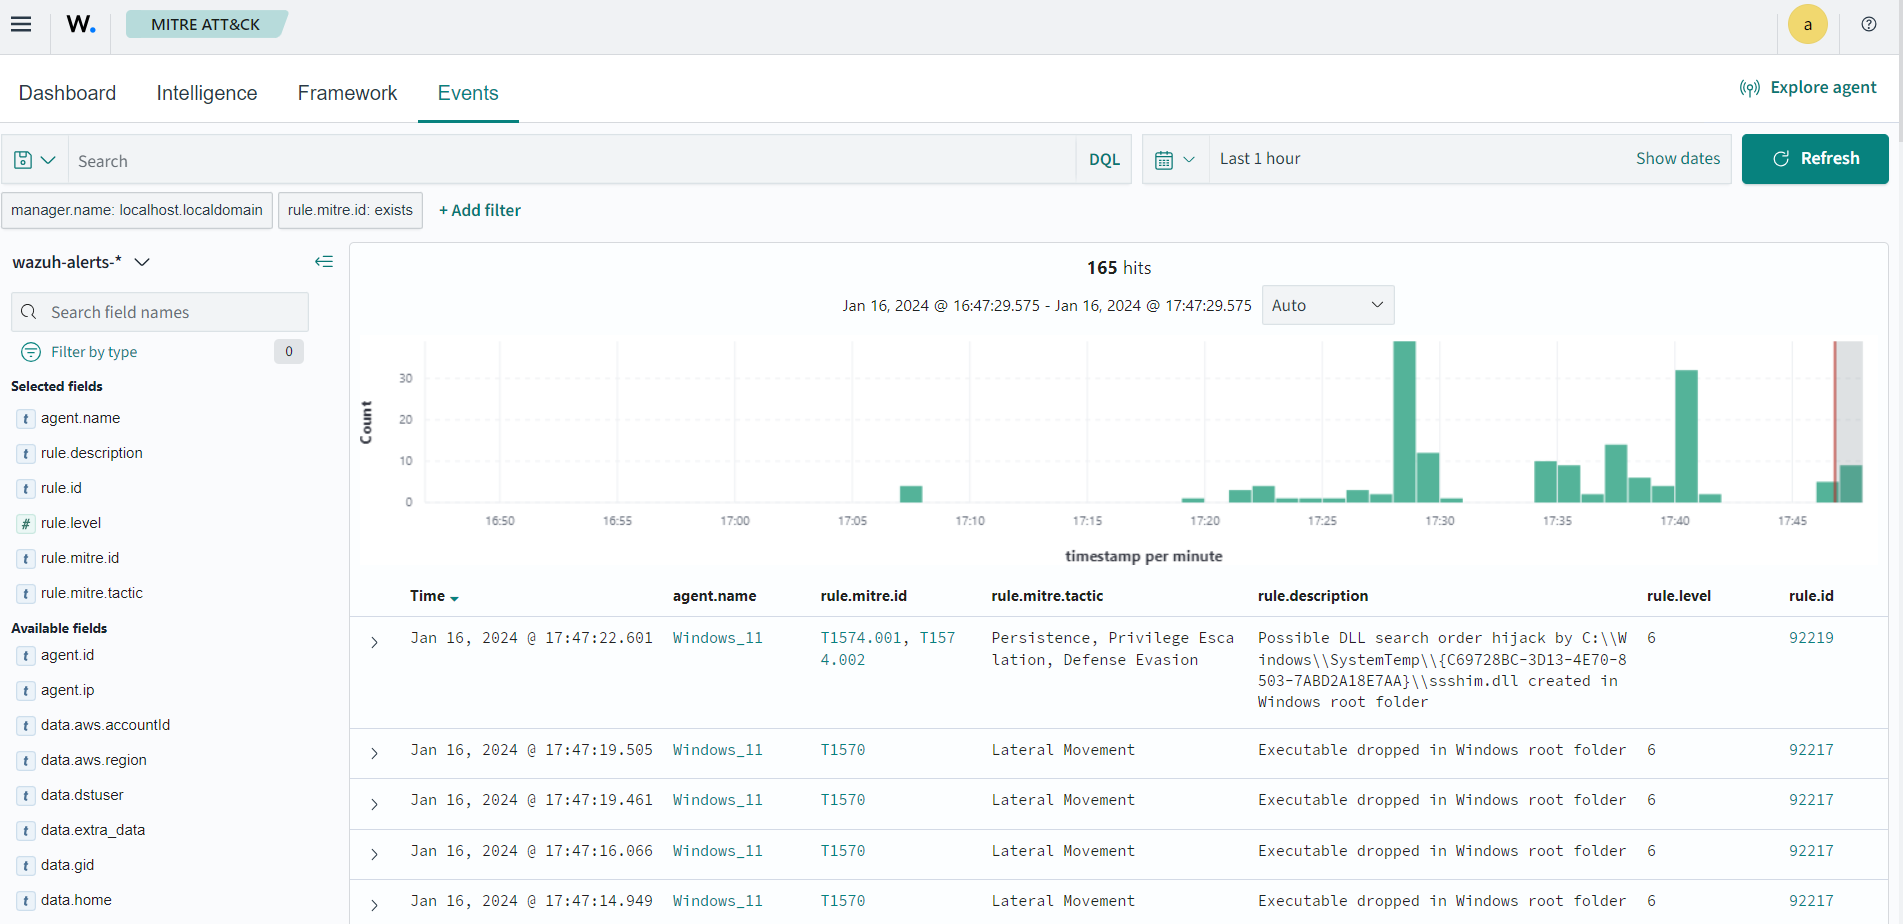 W.
MITRE ATT&CK
a
Dashboard
Intelligence
Framework
Events
Explore agent
Search
DQL
Last 1 hour
Show dates
Refresh
manager.name: localhost.localdomain
rule.mitre.id: exists
+ Add filter
wazuh-alerts-*
Search field names
Filter by type
0
Selected fields
t agent.name
t rule.description
t rule.id
# rule.level
t rule.mitre.id
t rule.mitre.tactic
Available fields
t agent.id
t agent.ip
t data.aws.accountId
t data.aws.region
t data.dstuser
t data.extra_data
t data.gid
t data.home
165 hits
Jan 16, 2024 @ 16:47:29.575 - Jan 16, 2024 @ 17:47:29.575
Auto
Count
30
20
10
0
16:50 16:55 17:00 17:05 17:10 17:15 17:20 17:25 17:30 17:35 17:40 17:45
timestamp per minute
Time agent.name rule.mitre.id rule.mitre.tactic rule.description rule.level rule.id
Jan 16, 2024 @ 17:47:22.601 Windows_11 T1574.001, T157 Persistence, Privilege Esca Possible DLL search order hijack by C:\\W 6 92219
4.002 lation, Defense Evasion indows\\SystemTemp\\{C69728BC-3D13-4E70-8
503-7ABD2A18E7AA}\\ssshim.dll created in
Windows root folder
Jan 16, 2024 @ 17:47:19.505 Windows_11 T1570 Lateral Movement Executable dropped in Windows root folder 6 92217
Jan 16, 2024 @ 17:47:19.461 Windows_11 T1570 Lateral Movement Executable dropped in Windows root folder 6 92217
Jan 16, 2024 @ 17:47:16.066 Windows_11 T1570 Lateral Movement Executable dropped in Windows root folder 6 92217
Jan 16, 2024 @ 17:47:14.949 Windows_11 T1570 Lateral Movement Executable dropped in Windows root folder 6 92217